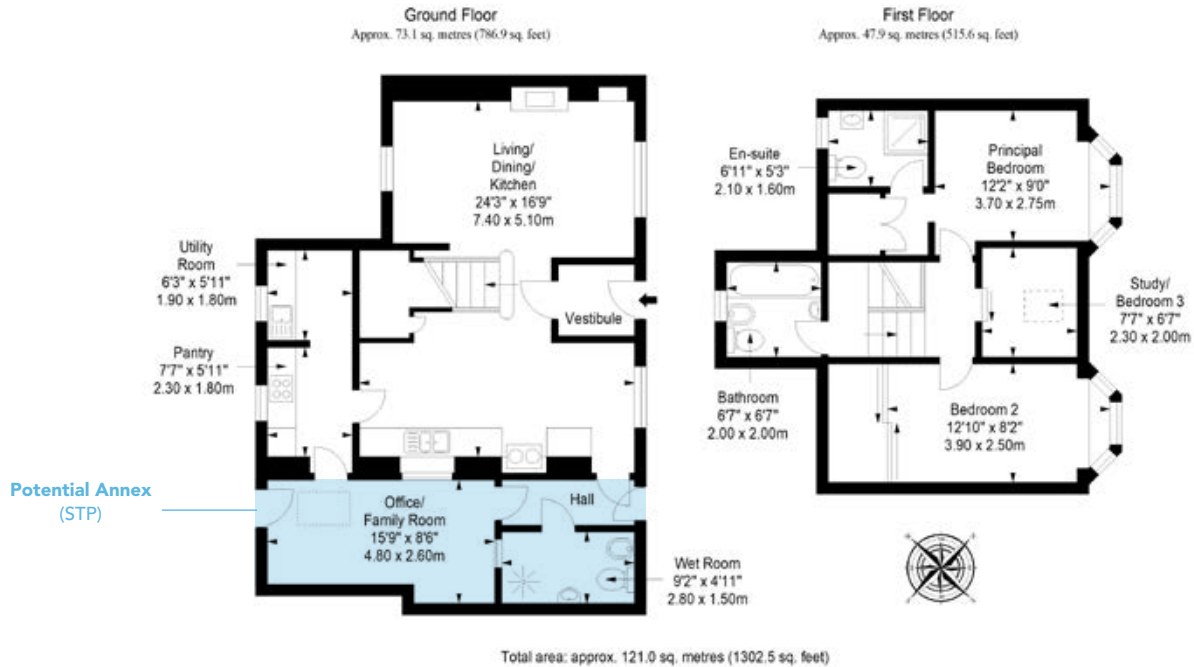 Ground Floor
Approx. 73.1 sq. metres (786.9 sq. feet)
First Floor
Approx. 47.9 sq. metres (515.6 sq. feet)
Living/
Dining/
Kitchen
24'3" x 16'9"
7.40 x 5.10m
Utility
Room
6'3" x 5'11"
1.90 x 1.80m
Vestibule
Pantry
7'7" x 5'11"
2.30 x 1.80m
Potential Annex
(STP)
Office/
Family Room
15'9" x 8'6"
4.80 x 2.60m
Hall
Wet Room
9'2" x 4'11"
2.80 x 1.50m
En-suite
6'11" x 5'3"
2.10 x 1.60m
Principal
Bedroom
12'2" x 9'0"
3.70 x 2.75m
Study/
Bedroom 3
7'7" x 6'7"
2.30 x 2.00m
Bathroom
6'7" x 6'7"
2.00 x 2.00m
Bedroom 2
12'10" x 8'2"
3.90 x 2.50m
Total area: approx. 121.0 sq. metres (1302.5 sq. feet)